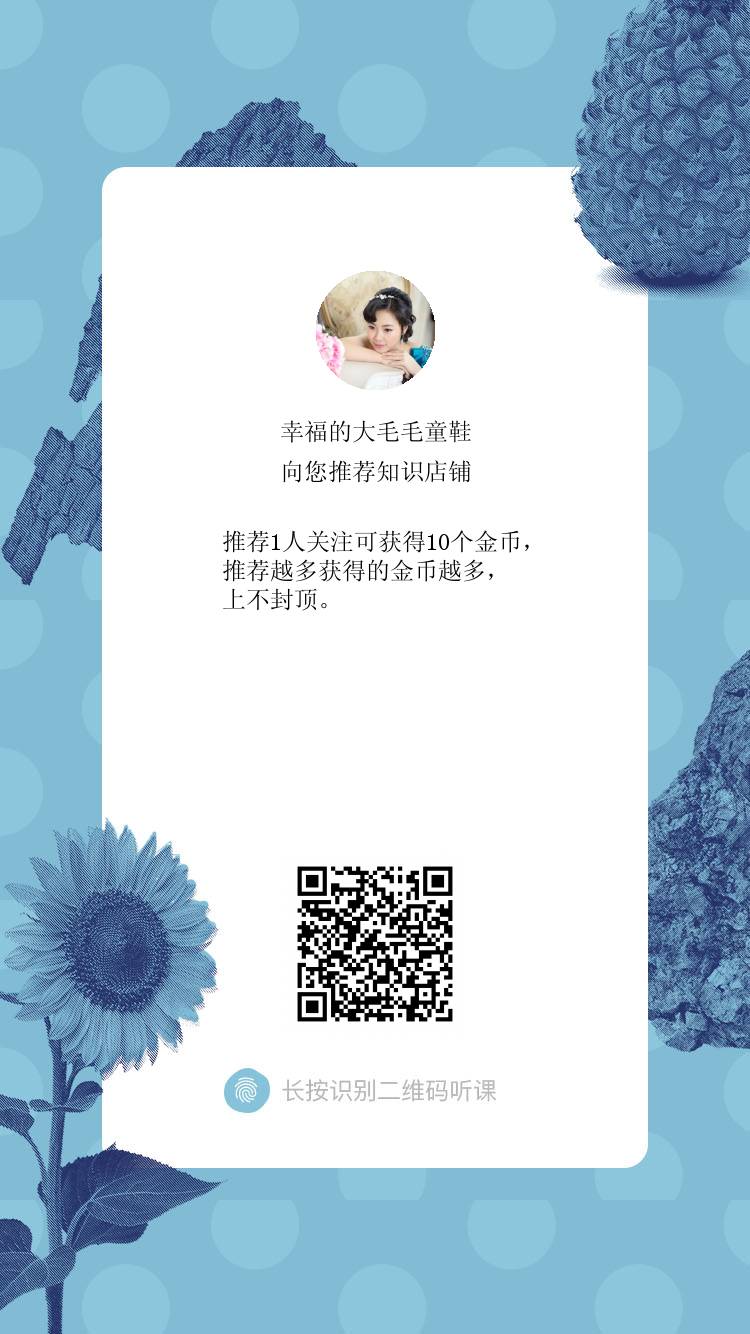 幸福的大毛毛童鞋
向您推荐知识店铺
推荐1人关注可获得10个金币，
推荐越多获得的金币越多，
上不封顶。
长按识别二维码听课